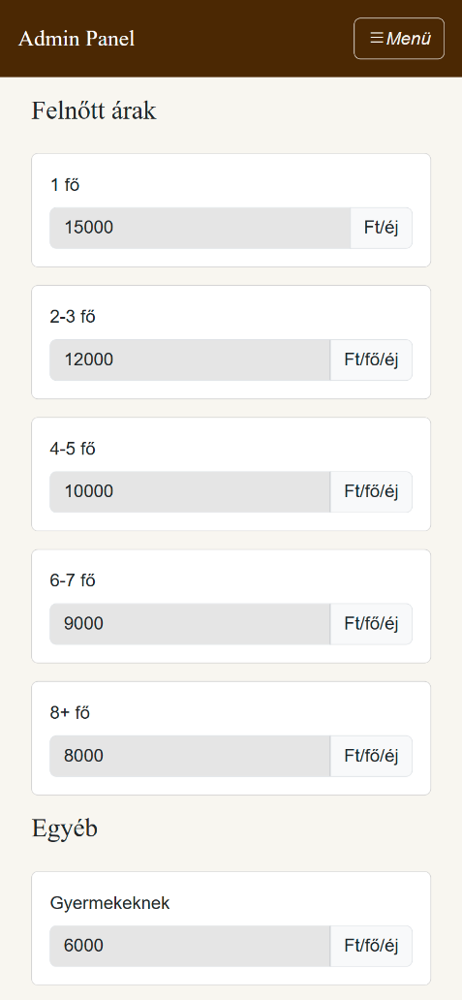 Admin Panel
Menü
Felnőtt árak
1 fő
15000 Ft/éj
2-3 fő
12000 Ft/fő/éj
4-5 fő
10000 Ft/fő/éj
6-7 fő
9000 Ft/fő/éj
8+ fő
8000 Ft/fő/éj
Egyéb
Gyermekeknek
6000 Ft/fő/éj